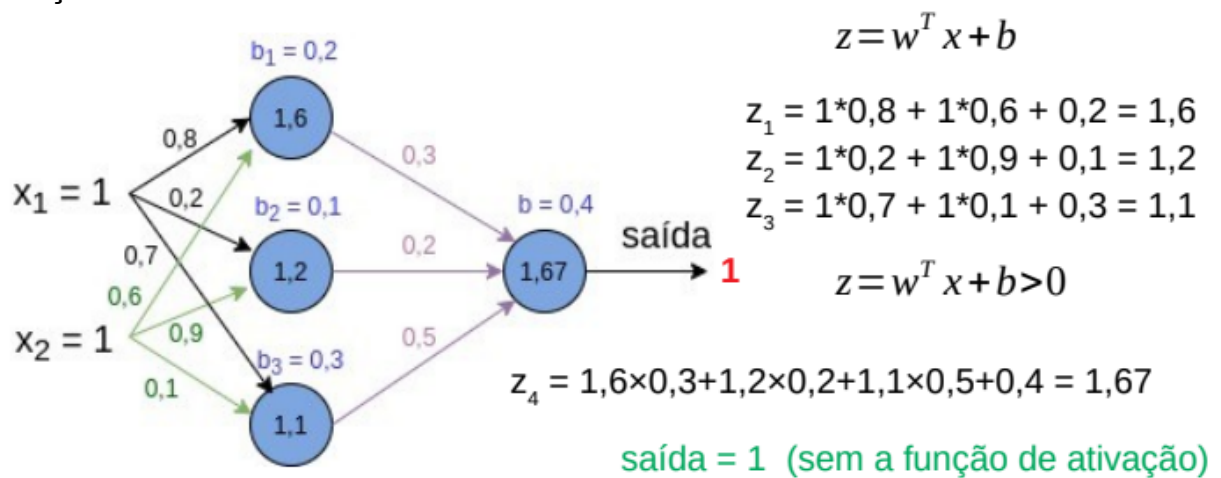 b₁ = 0,2
z=wᵀ x+b
1,6
0,8
z₁ = 1*0,8 + 1*0,6 + 0,2 = 1,6
0,3
z₂ = 1*0,2 + 1*0,9 + 0,1 = 1,2
x₁ = 1
0,2
b₂ = 0,1
b = 0,4
z₃ = 1*0,7 + 1*0,1 + 0,3 = 1,1
0,7
1,2
0,2
1,67
saída
1
z=wᵀ x+b>0
0,6
x₂ = 1
0,9
0,5
b₃ = 0,3
0,1
1,1
z₄ = 1,6×0,3+1,2×0,2+1,1×0,5+0,4 = 1,67
saída = 1 (sem a função de ativação)